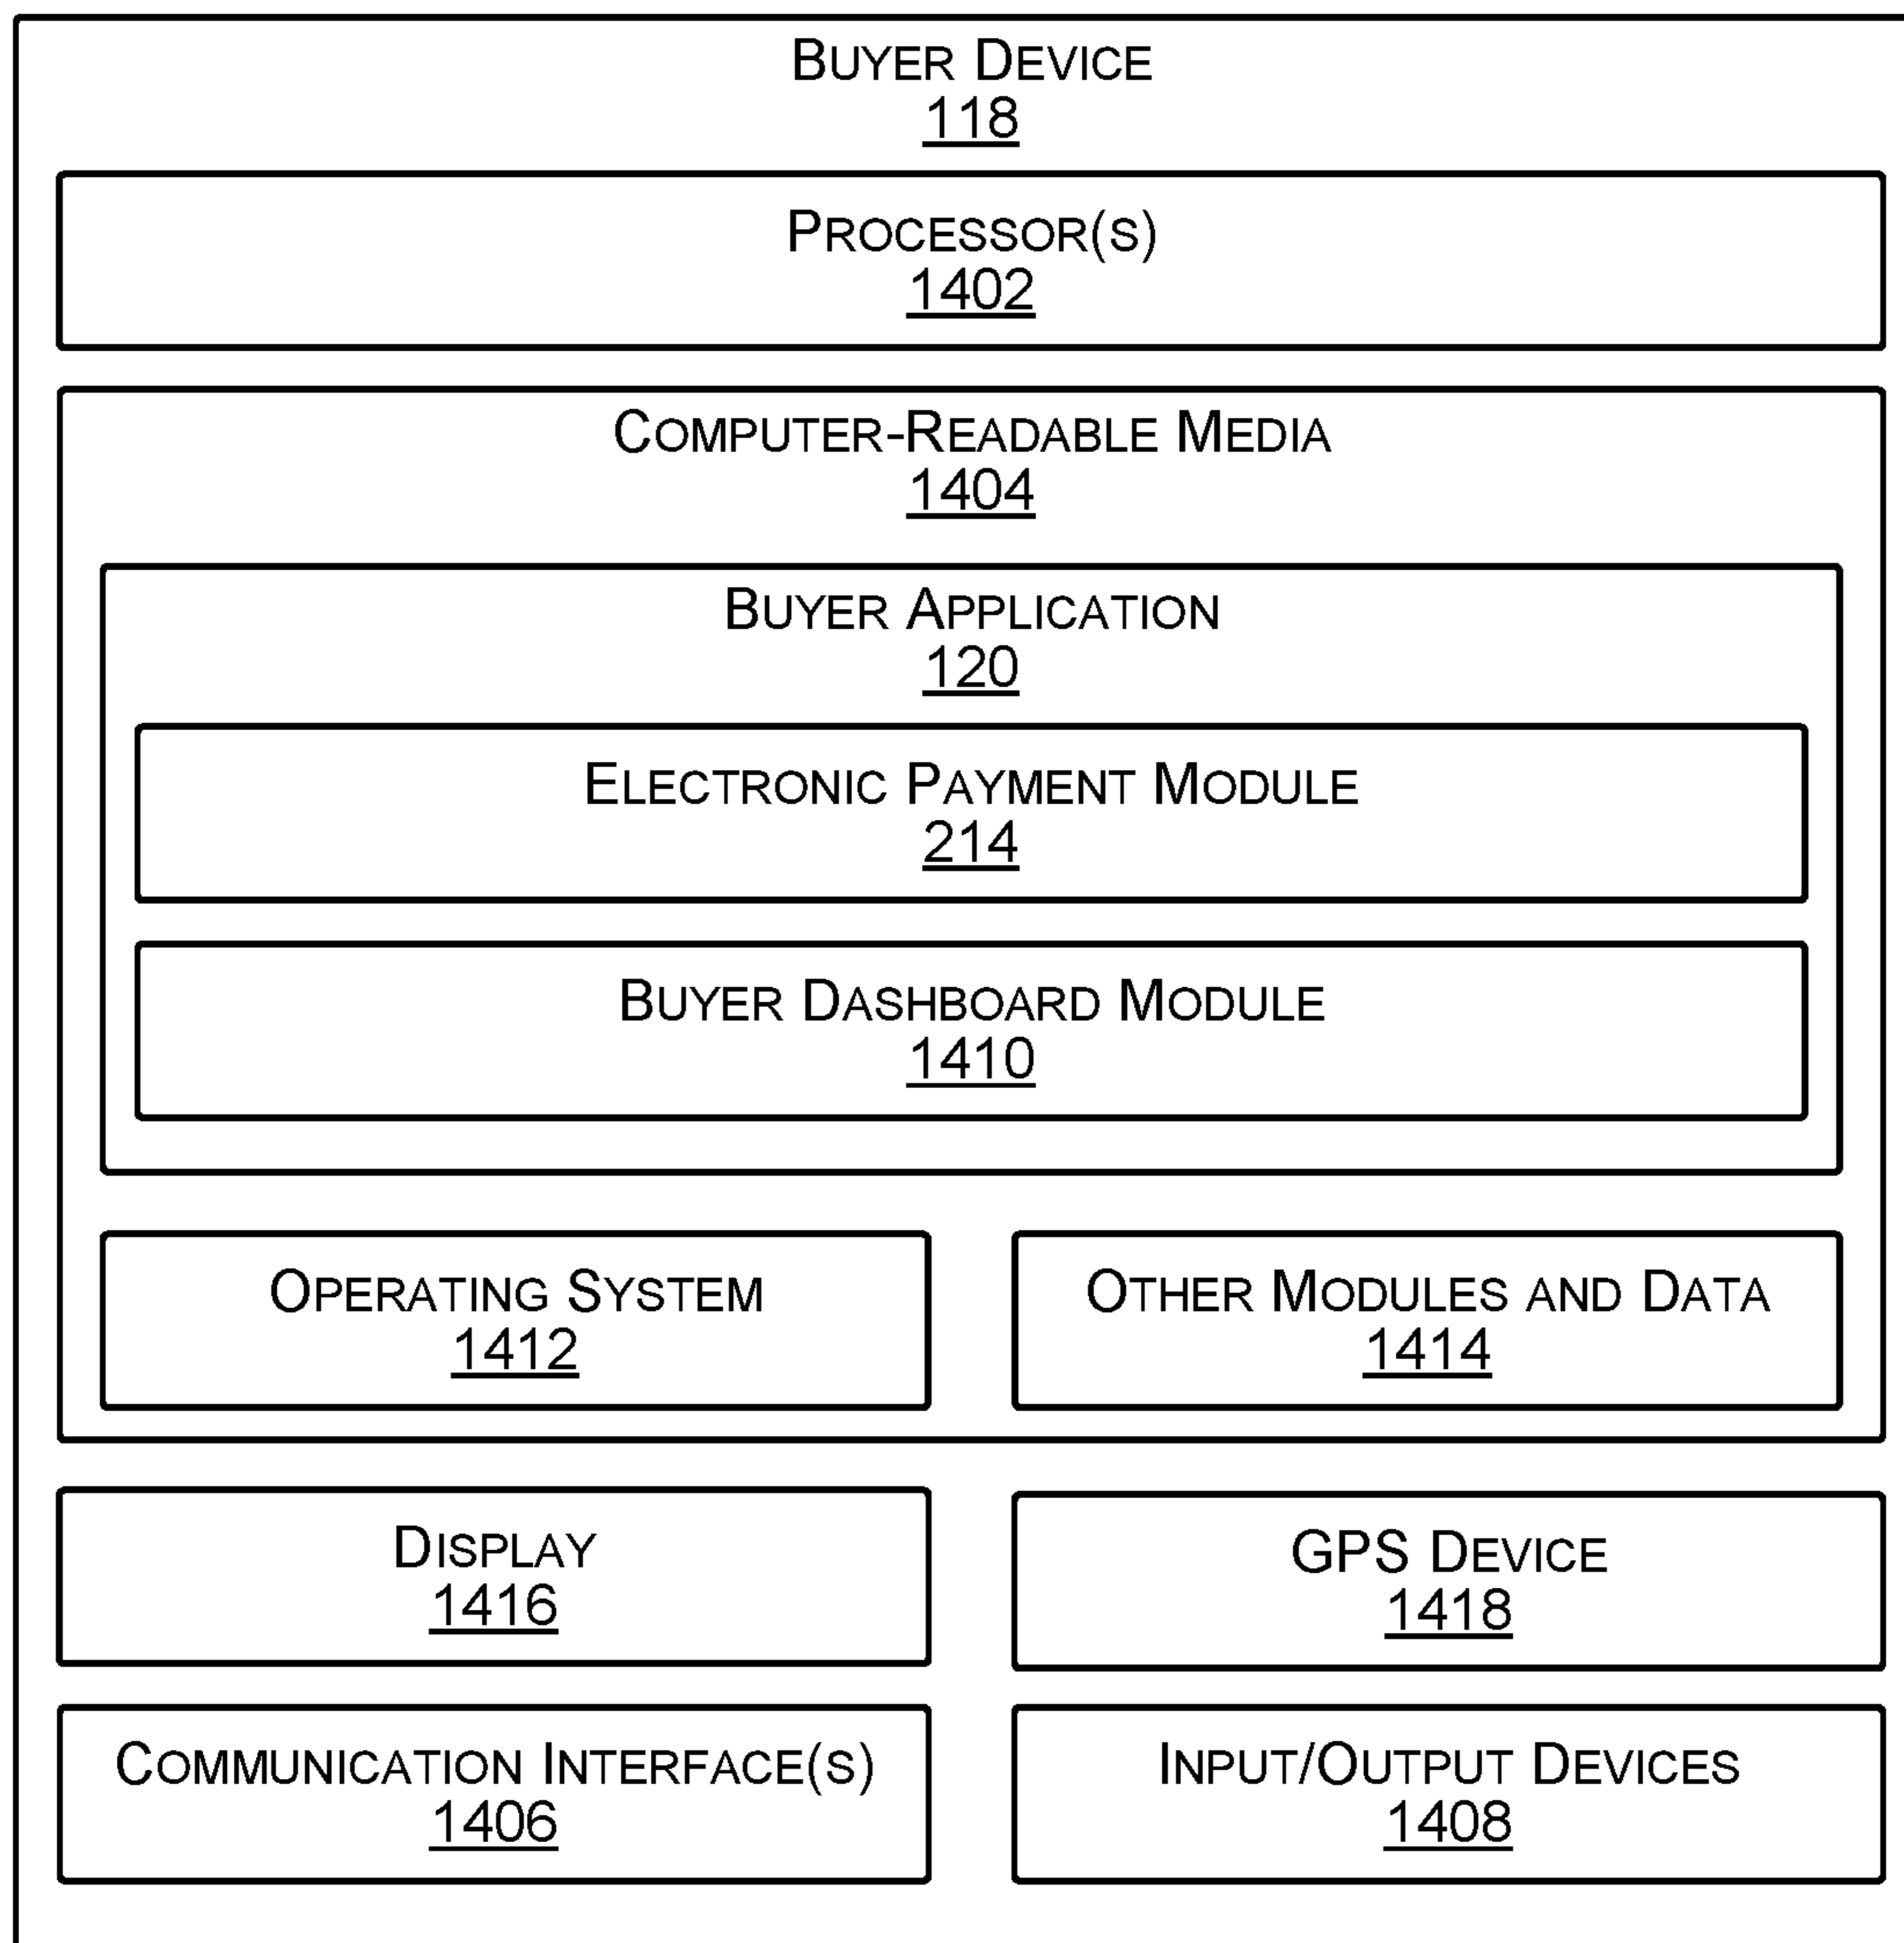 BUYER DEVICE
118
PROCESSOR(S)
1402
COMPUTER-READABLE MEDIA
1404
BUYER APPLICATION
120
ELECTRONIC PAYMENT MODULE
214
BUYER DASHBOARD MODULE
1410
OPERATING SYSTEM
1412
OTHER MODULES AND DATA
1414
DISPLAY
1416
GPS DEVICE
1418
COMMUNICATION INTERFACE(S)
1406
INPUT/OUTPUT DEVICES
1408